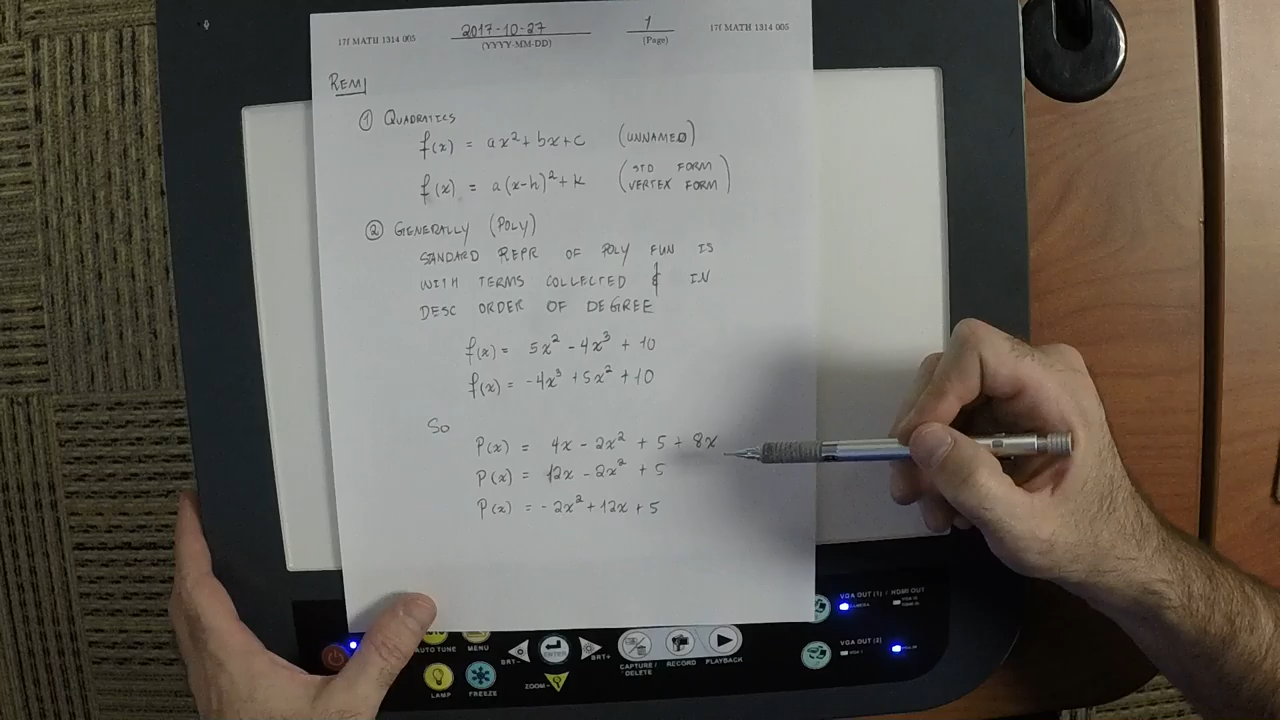 17f MATH 1314 005 2017-10-27 1 17f MATH 1314 005
(YYYY-MM-DD) (Page)
REM
① QUADRATICS
f(x) = ax² + bx + c (UNNAMED)
f(x) = a(x-h)² + k (STD FORM
VERTEX FORM)
② GENERALLY (POLY)
STANDARD REPR OF POLY FUN IS
WITH TERMS COLLECTED & IN
DESC ORDER OF DEGREE
f(x) = 5x² - 4x³ + 10
f(x) = -4x³ + 5x² + 10
SO
P(x) = 4x - 2x² + 5 + 8x
P(x) = 12x - 2x² + 5
P(x) = -2x² + 12x + 5
VGA OUT (1) / HDMI OUT
VGA OUT (2)
AUTO TUNE MENU BRT- ENTER BRT+ CAPTURE / DELETE RECORD PLAYBACK
LAMP FREEZE ZOOM-